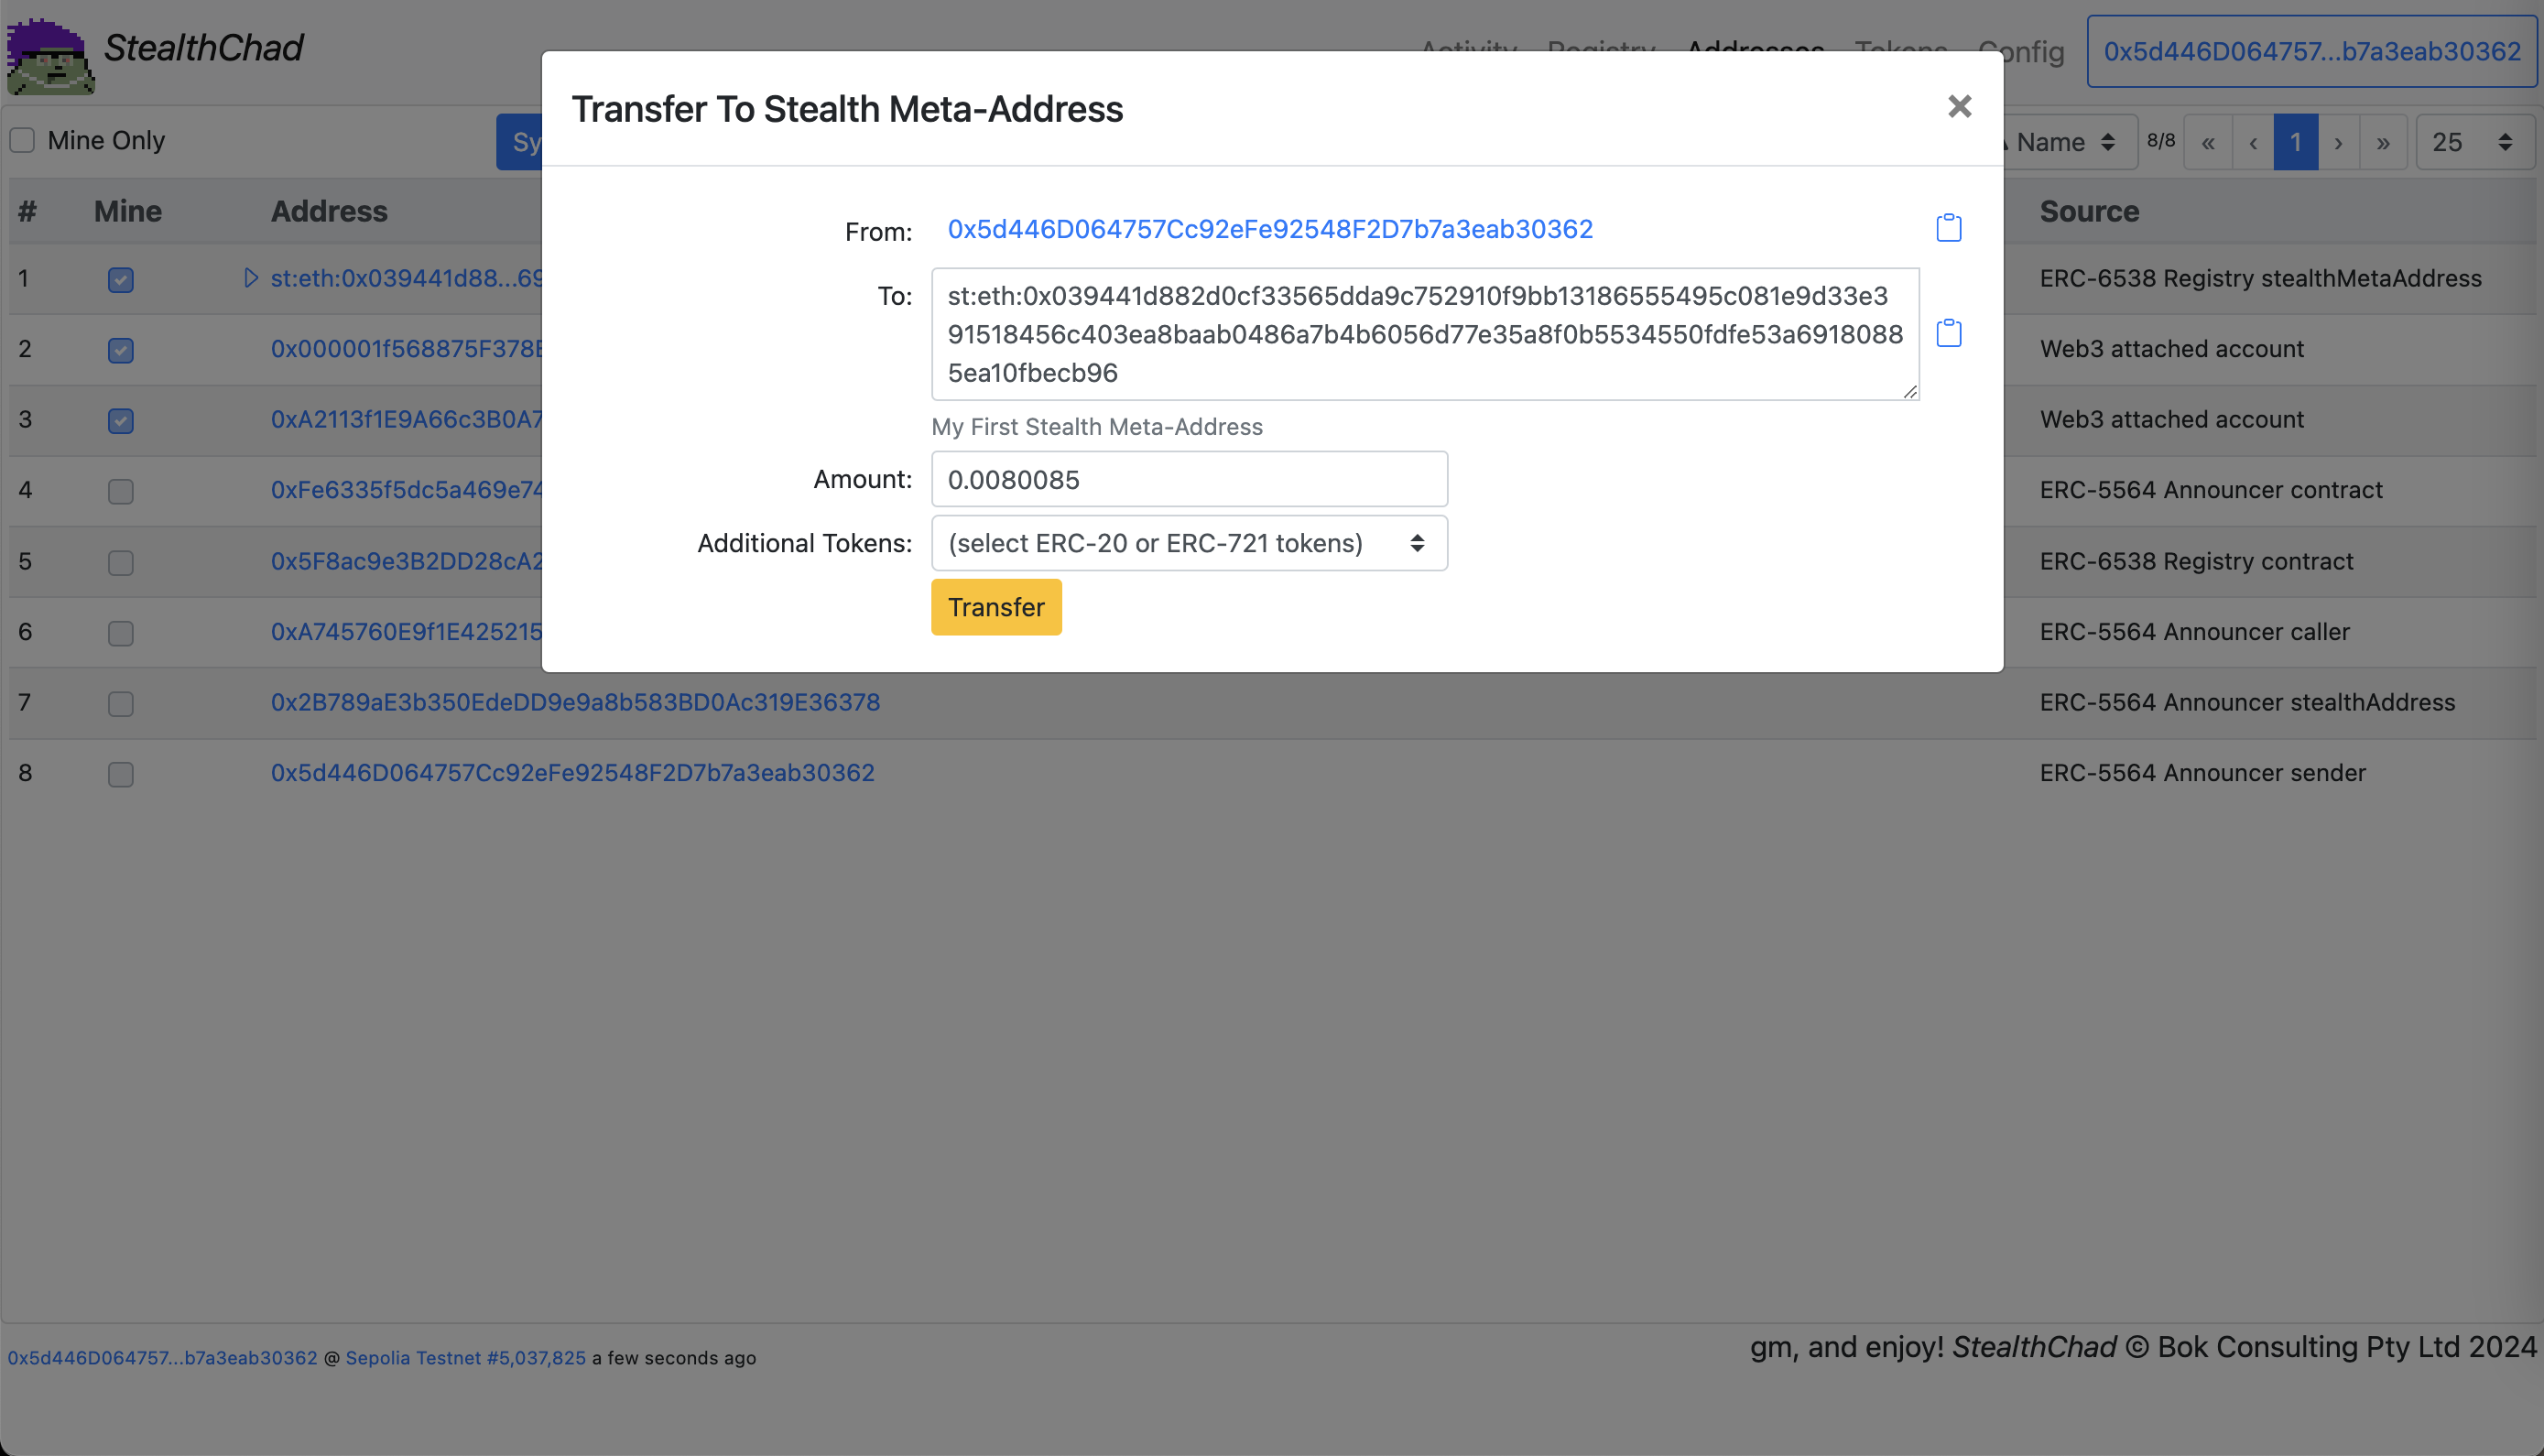 StealthChad
Activity Registry Addresses Tokens Config
0x5d446D064757...b7a3eab30362
Mine Only
Name
8/8
« ‹ 1 › »
25
Transfer To Stealth Meta-Address
×
From:
0x5d446D064757Cc92eFe92548F2D7b7a3eab30362
To:
st:eth:0x039441d882d0cf33565dda9c752910f9bb13186555495c081e9d33e3
91518456c403ea8baab0486a7b4b6056d77e35a8f0b5534550fdfe53a6918088
5ea10fbecb96
My First Stealth Meta-Address
Amount:
0.0080085
Additional Tokens:
(select ERC-20 or ERC-721 tokens)
Transfer
# Mine Address Source
1 st:eth:0x039441d88...69 ERC-6538 Registry stealthMetaAddress
2 0x000001f568875F378 Web3 attached account
3 0xA2113f1E9A66c3B0A7 Web3 attached account
4 0xFe6335f5dc5a469e74 ERC-5564 Announcer contract
5 0x5F8ac9e3B2DD28cA2 ERC-6538 Registry contract
6 0xA745760E9f1E425215 ERC-5564 Announcer caller
7 0x2B789aE3b350EdeDD9e9a8b583BD0Ac319E36378 ERC-5564 Announcer stealthAddress
8 0x5d446D064757Cc92eFe92548F2D7b7a3eab30362 ERC-5564 Announcer sender
0x5d446D064757...b7a3eab30362 @ Sepolia Testnet #5,037,825 a few seconds ago
gm, and enjoy! StealthChad © Bok Consulting Pty Ltd 2024